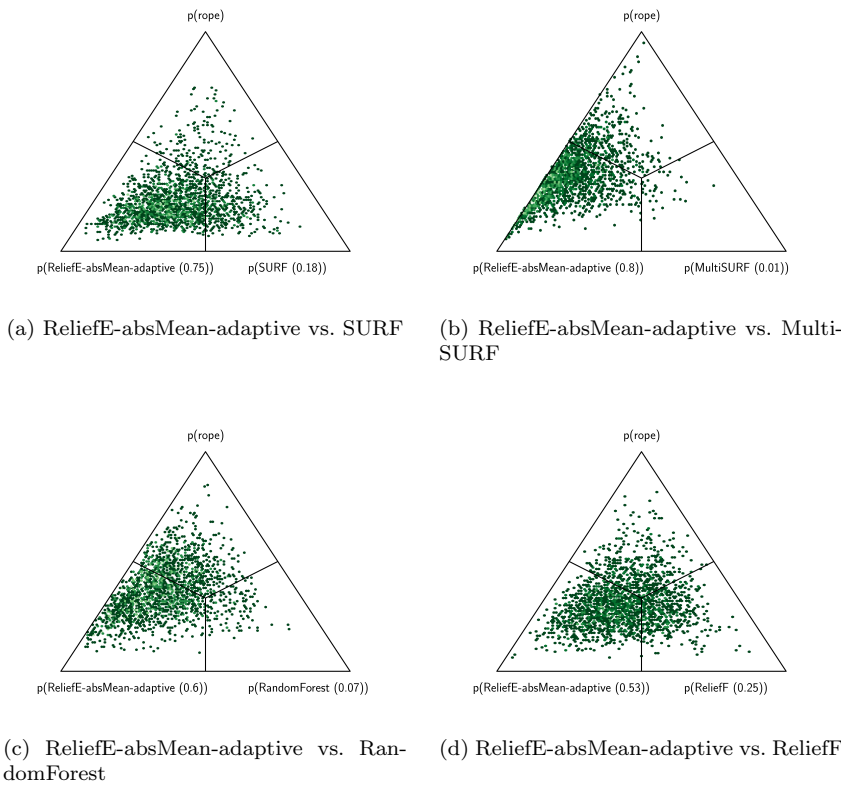 p(rope)
p(ReliefE-absMean-adaptive (0.75))
p(SURF (0.18))
(a) ReliefE-absMean-adaptive vs. SURF
p(rope)
p(ReliefE-absMean-adaptive (0.8))
p(MultiSURF (0.01))
(b) ReliefE-absMean-adaptive vs. Multi-
SURF
p(rope)
p(ReliefE-absMean-adaptive (0.6))
p(RandomForest (0.07))
(c) ReliefE-absMean-adaptive vs. Ran-
domForest
p(rope)
p(ReliefE-absMean-adaptive (0.53))
p(ReliefF (0.25))
(d) ReliefE-absMean-adaptive vs. ReliefF